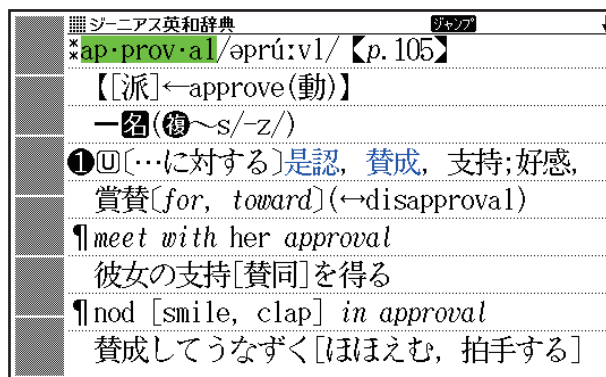 ジーニアス英和辞典 ジャンプ
⁑ap·prov·al/əprúːvl/【p.105】
【[派]←approve(動)】
―名(複〜s/-z/)
❶Ⓤ〔…に対する〕是認, 賛成, 支持;好感,
賞賛〔for, toward〕(↔disapproval)
¶meet with her approval
彼女の支持[賛同]を得る
¶nod [smile, clap] in approval
賛成してうなずく[ほほえむ, 拍手する]